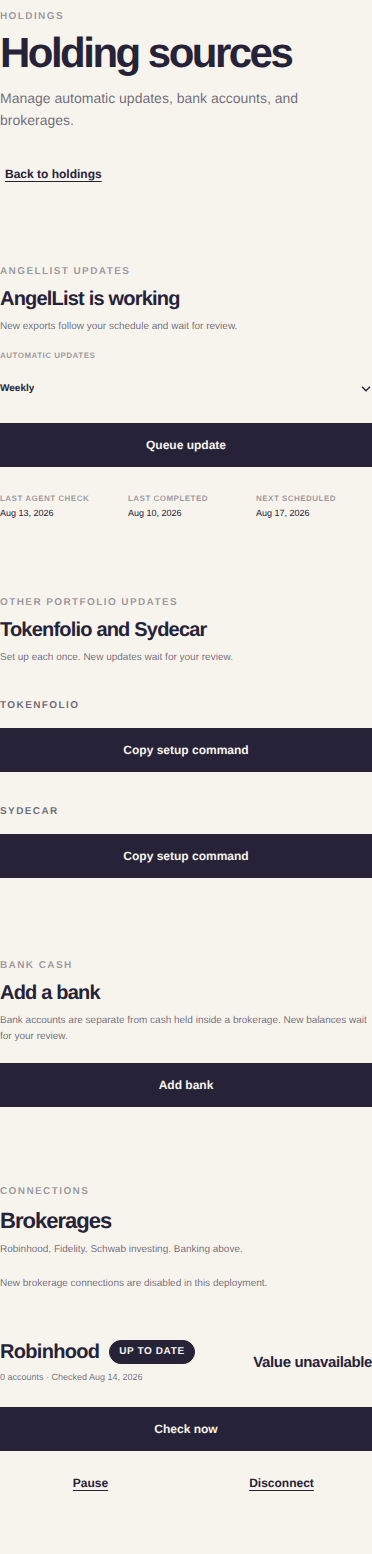 HOLDINGS
Holding sources
Manage automatic updates, bank accounts, and
brokerages.
Back to holdings
ANGELLIST UPDATES
AngelList is working
New exports follow your schedule and wait for review.
AUTOMATIC UPDATES
Weekly
Queue update
LAST AGENT CHECK LAST COMPLETED NEXT SCHEDULED
Aug 13, 2026 Aug 10, 2026 Aug 17, 2026
OTHER PORTFOLIO UPDATES
Tokenfolio and Sydecar
Set up each once. New updates wait for your review.
TOKENFOLIO
Copy setup command
SYDECAR
Copy setup command
BANK CASH
Add a bank
Bank accounts are separate from cash held inside a brokerage. New balances wait
for your review.
Add bank
CONNECTIONS
Brokerages
Robinhood, Fidelity, Schwab investing. Banking above.
New brokerage connections are disabled in this deployment.
Robinhood UP TO DATE
Value unavailable
0 accounts · Checked Aug 14, 2026
Check now
Pause Disconnect